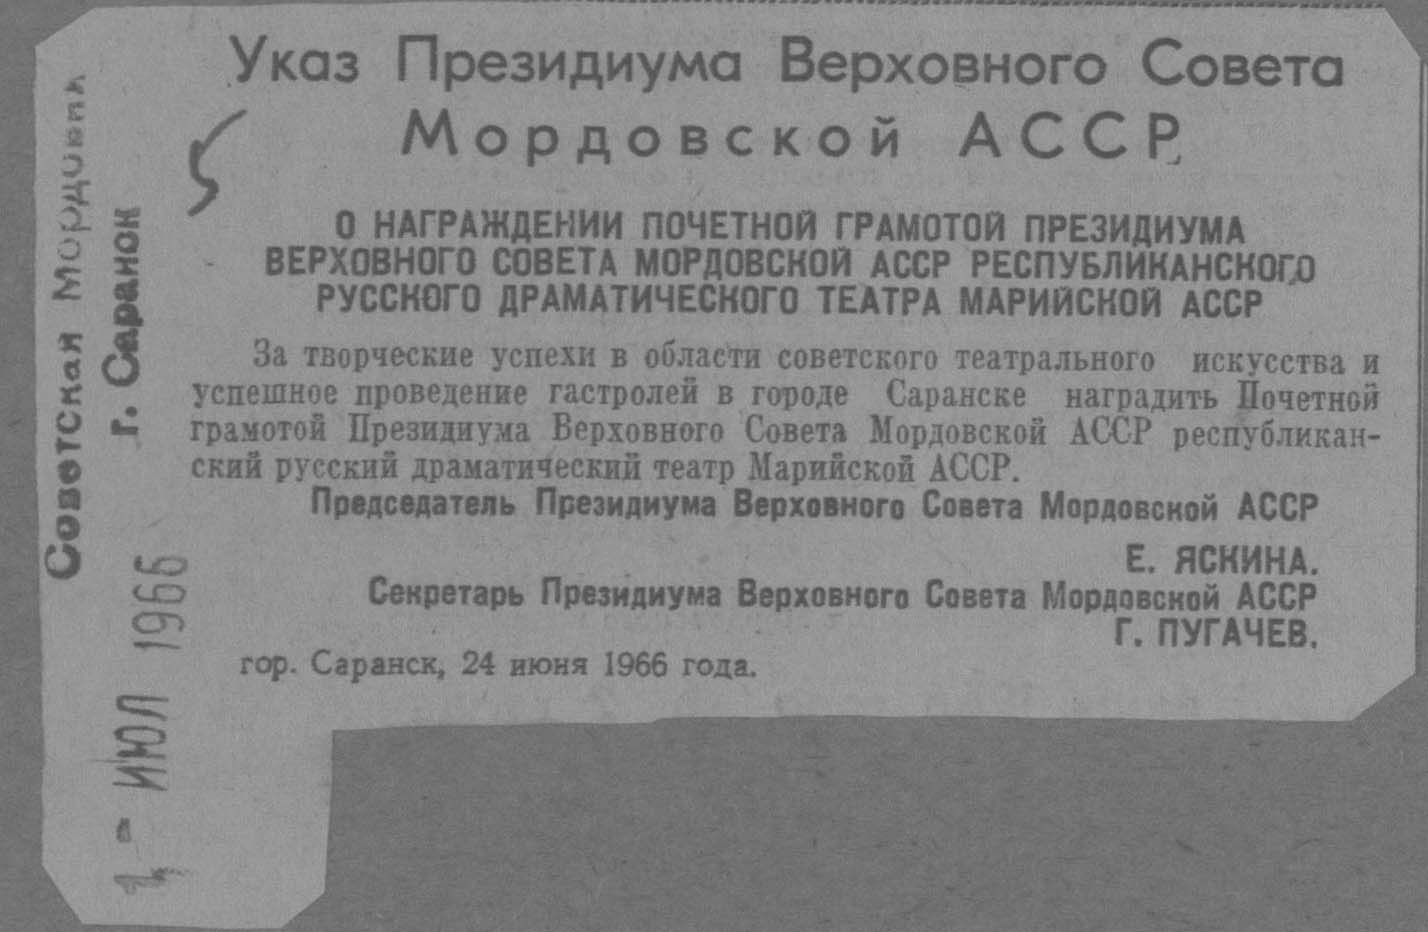 Указ Президиума Верховного Совета
Мордовской АССР
О НАГРАЖДЕНИИ ПОЧЕТНОЙ ГРАМОТОЙ ПРЕЗИДИУМА
ВЕРХОВНОГО СОВЕТА МОРДОВСКОЙ АССР РЕСПУБЛИКАНСКОГО
РУССКОГО ДРАМАТИЧЕСКОГО ТЕАТРА МАРИЙСКОЙ АССР
За творческие успехи в области советского театрального искусства и
успешное проведение гастролей в городе Саранске наградить Почетной
грамотой Президиума Верховного Совета Мордовской АССР республикан-
ский русский драматический театр Марийской АССР.
Председатель Президиума Верховного Совета Мордовской АССР
Е. ЯСКИНА.
Секретарь Президиума Верховного Совета Мордовской АССР
Г. ПУГАЧЕВ.
гор. Саранск, 24 июня 1966 года.
Советская Мордовия
г. Саранск
1 - ИЮЛ 1966